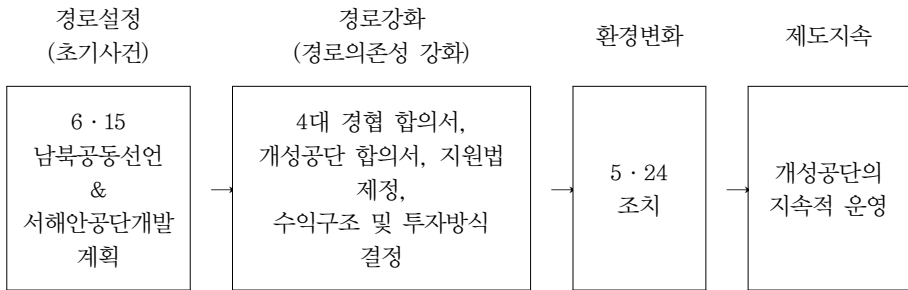 경로설정
(초기사건)
경로강화
(경로의존성 강화)
환경변화
제도지속
6·15
남북공동선언
&
서해안공단개발
계획
→
4대 경협 합의서,
개성공단 합의서, 지원법
제정,
수익구조 및 투자방식
결정
→
5·24
조치
→
개성공단의
지속적 운영